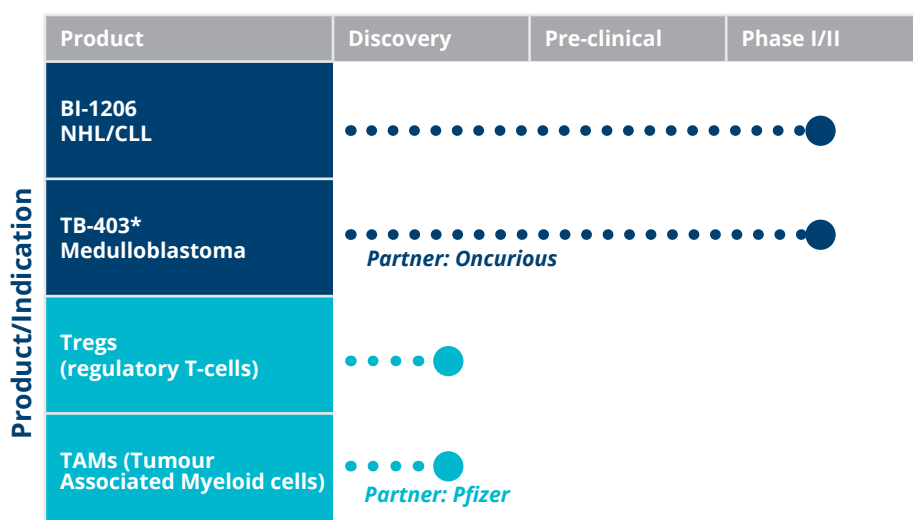 Product Discovery Pre-clinical Phase I/II
Product/Indication
BI-1206
NHL/CLL
TB-403*
Medulloblastoma
Partner: Oncurious
Tregs
(regulatory T-cells)
TAMs (Tumour
Associated Myeloid cells)
Partner: Pfizer